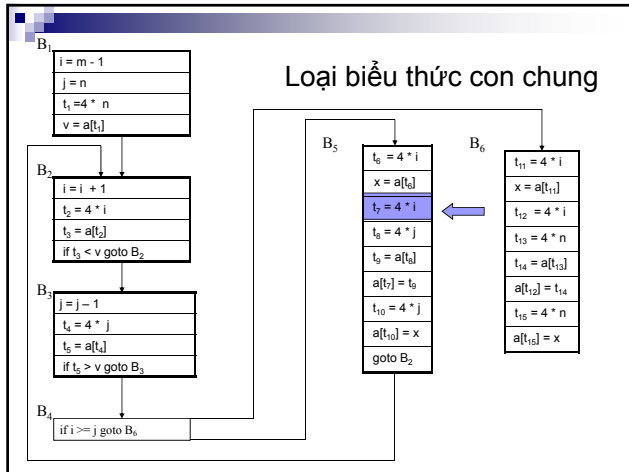 Loại biểu thức con chung
B₁
i = m - 1
j = n
t₁ =4 * n
v = a[t₁]
B₂
i = i + 1
t₂ = 4 * i
t₃ = a[t₂]
if t₃ < v goto B₂
B₃
j = j – 1
t₄ = 4 * j
t₅ = a[t₄]
if t₅ > v goto B₃
B₄
if i >= j goto B₆
B₅
t₆ = 4 * i
x = a[t₆]
t₇ = 4 * i
t₈ = 4 * j
t₉ = a[t₈]
a[t₇] = t₉
t₁₀ = 4 * j
a[t₁₀] = x
goto B₂
B₆
t₁₁ = 4 * i
x = a[t₁₁]
t₁₂ = 4 * i
t₁₃ = 4 * n
t₁₄ = a[t₁₃]
a[t₁₂] = t₁₄
t₁₅ = 4 * n
a[t₁₅] = x